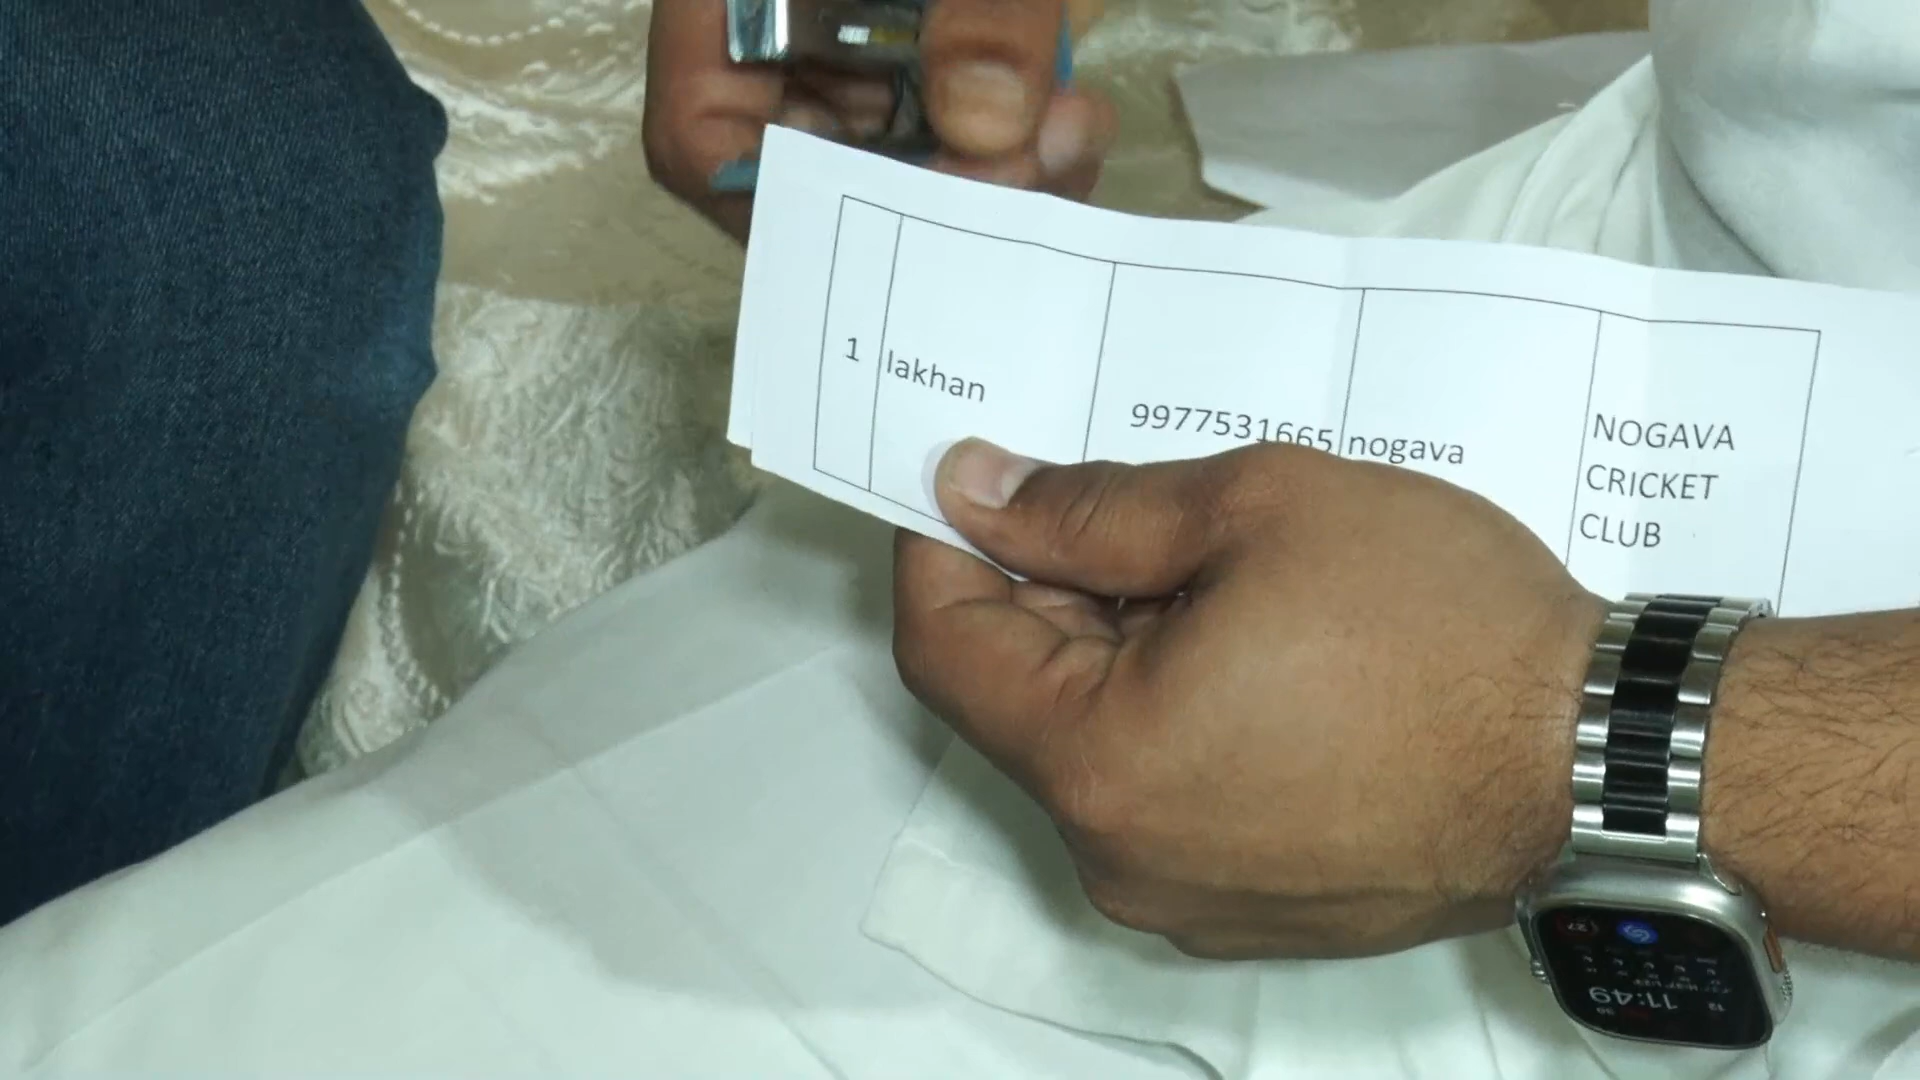 1
lakhan
9977531665
nogava
NOGAVA
CRICKET
CLUB
11:49